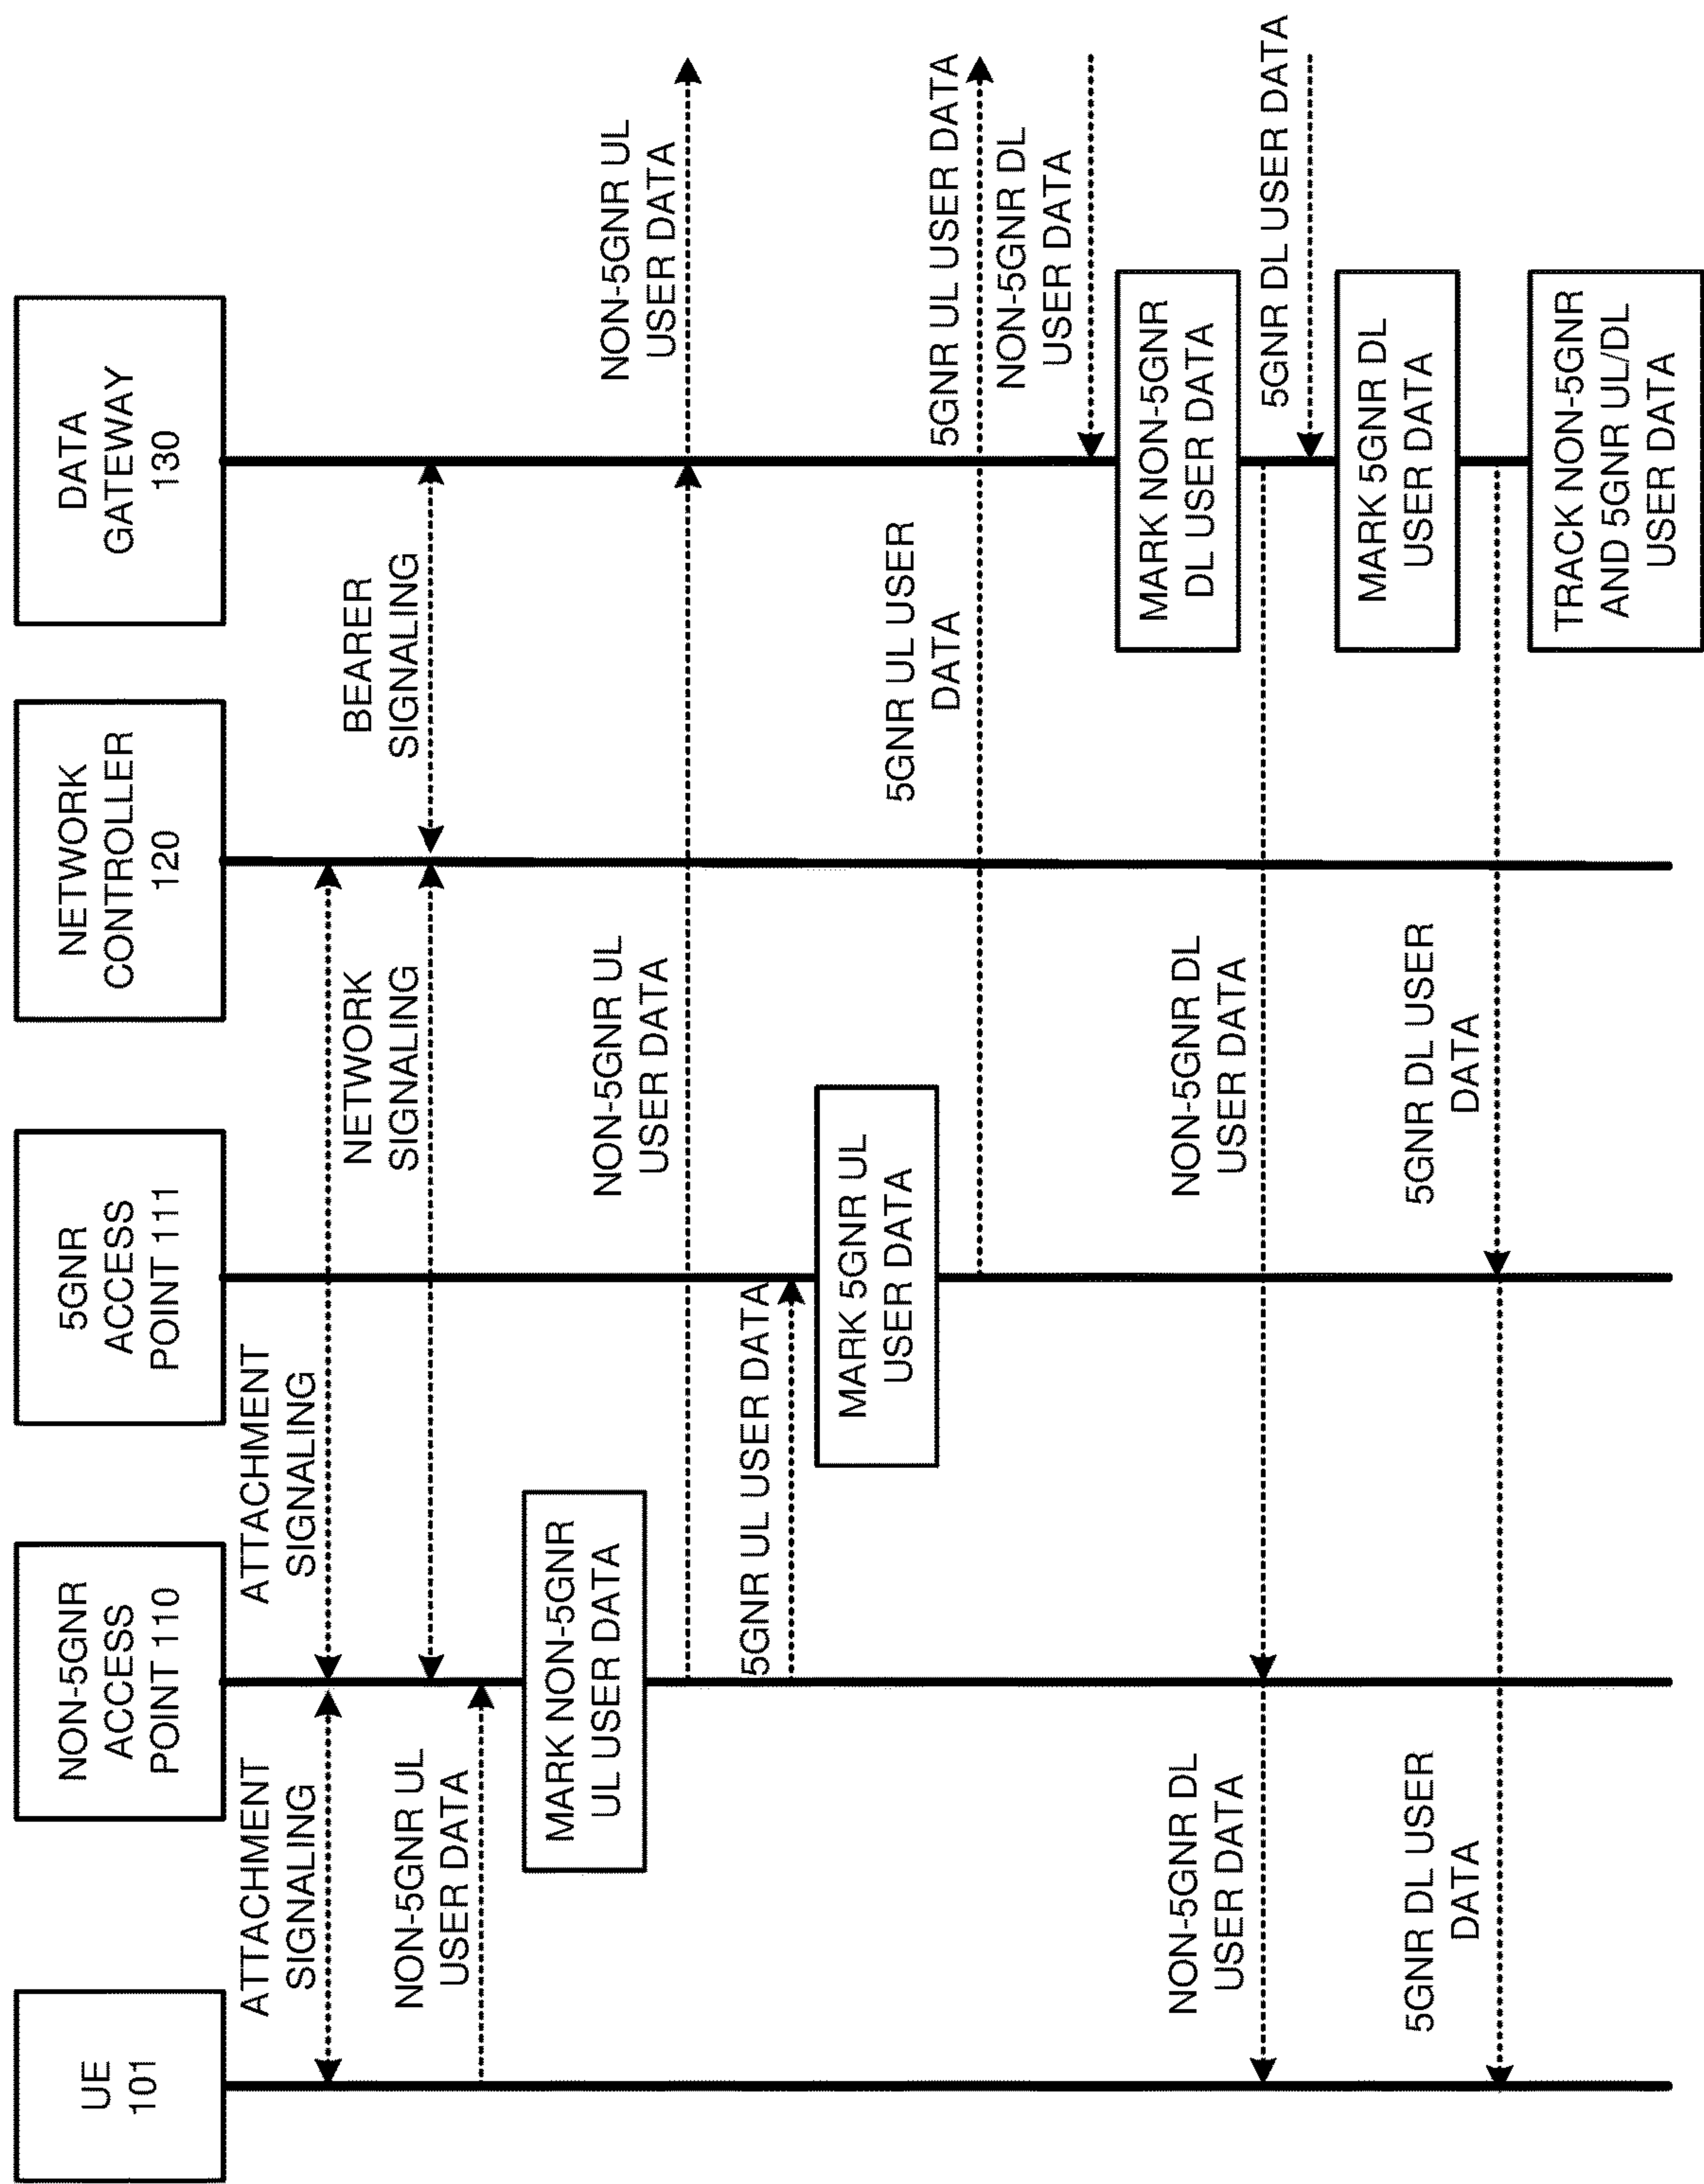 UE
101
NON-5GNR
ACCESS
POINT 110
5GNR
ACCESS
POINT 111
NETWORK
CONTROLLER
120
DATA
GATEWAY
130
ATTACHMENT
SIGNALING
ATTACHMENT
SIGNALING
NETWORK
SIGNALING
BEARER
SIGNALING
NON-5GNR UL
USER DATA
MARK NON-5GNR
UL USER DATA
NON-5GNR UL
USER DATA
NON-5GNR UL
USER DATA
5GNR UL USER DATA
MARK 5GNR UL
USER DATA
5GNR UL USER
DATA
5GNR UL USER DATA
NON-5GNR DL
USER DATA
MARK NON-5GNR
DL USER DATA
NON-5GNR DL
USER DATA
NON-5GNR DL
USER DATA
5GNR DL USER DATA
MARK 5GNR DL
USER DATA
5GNR DL USER
DATA
5GNR DL USER
DATA
TRACK NON-5GNR
AND 5GNR UL/DL
USER DATA